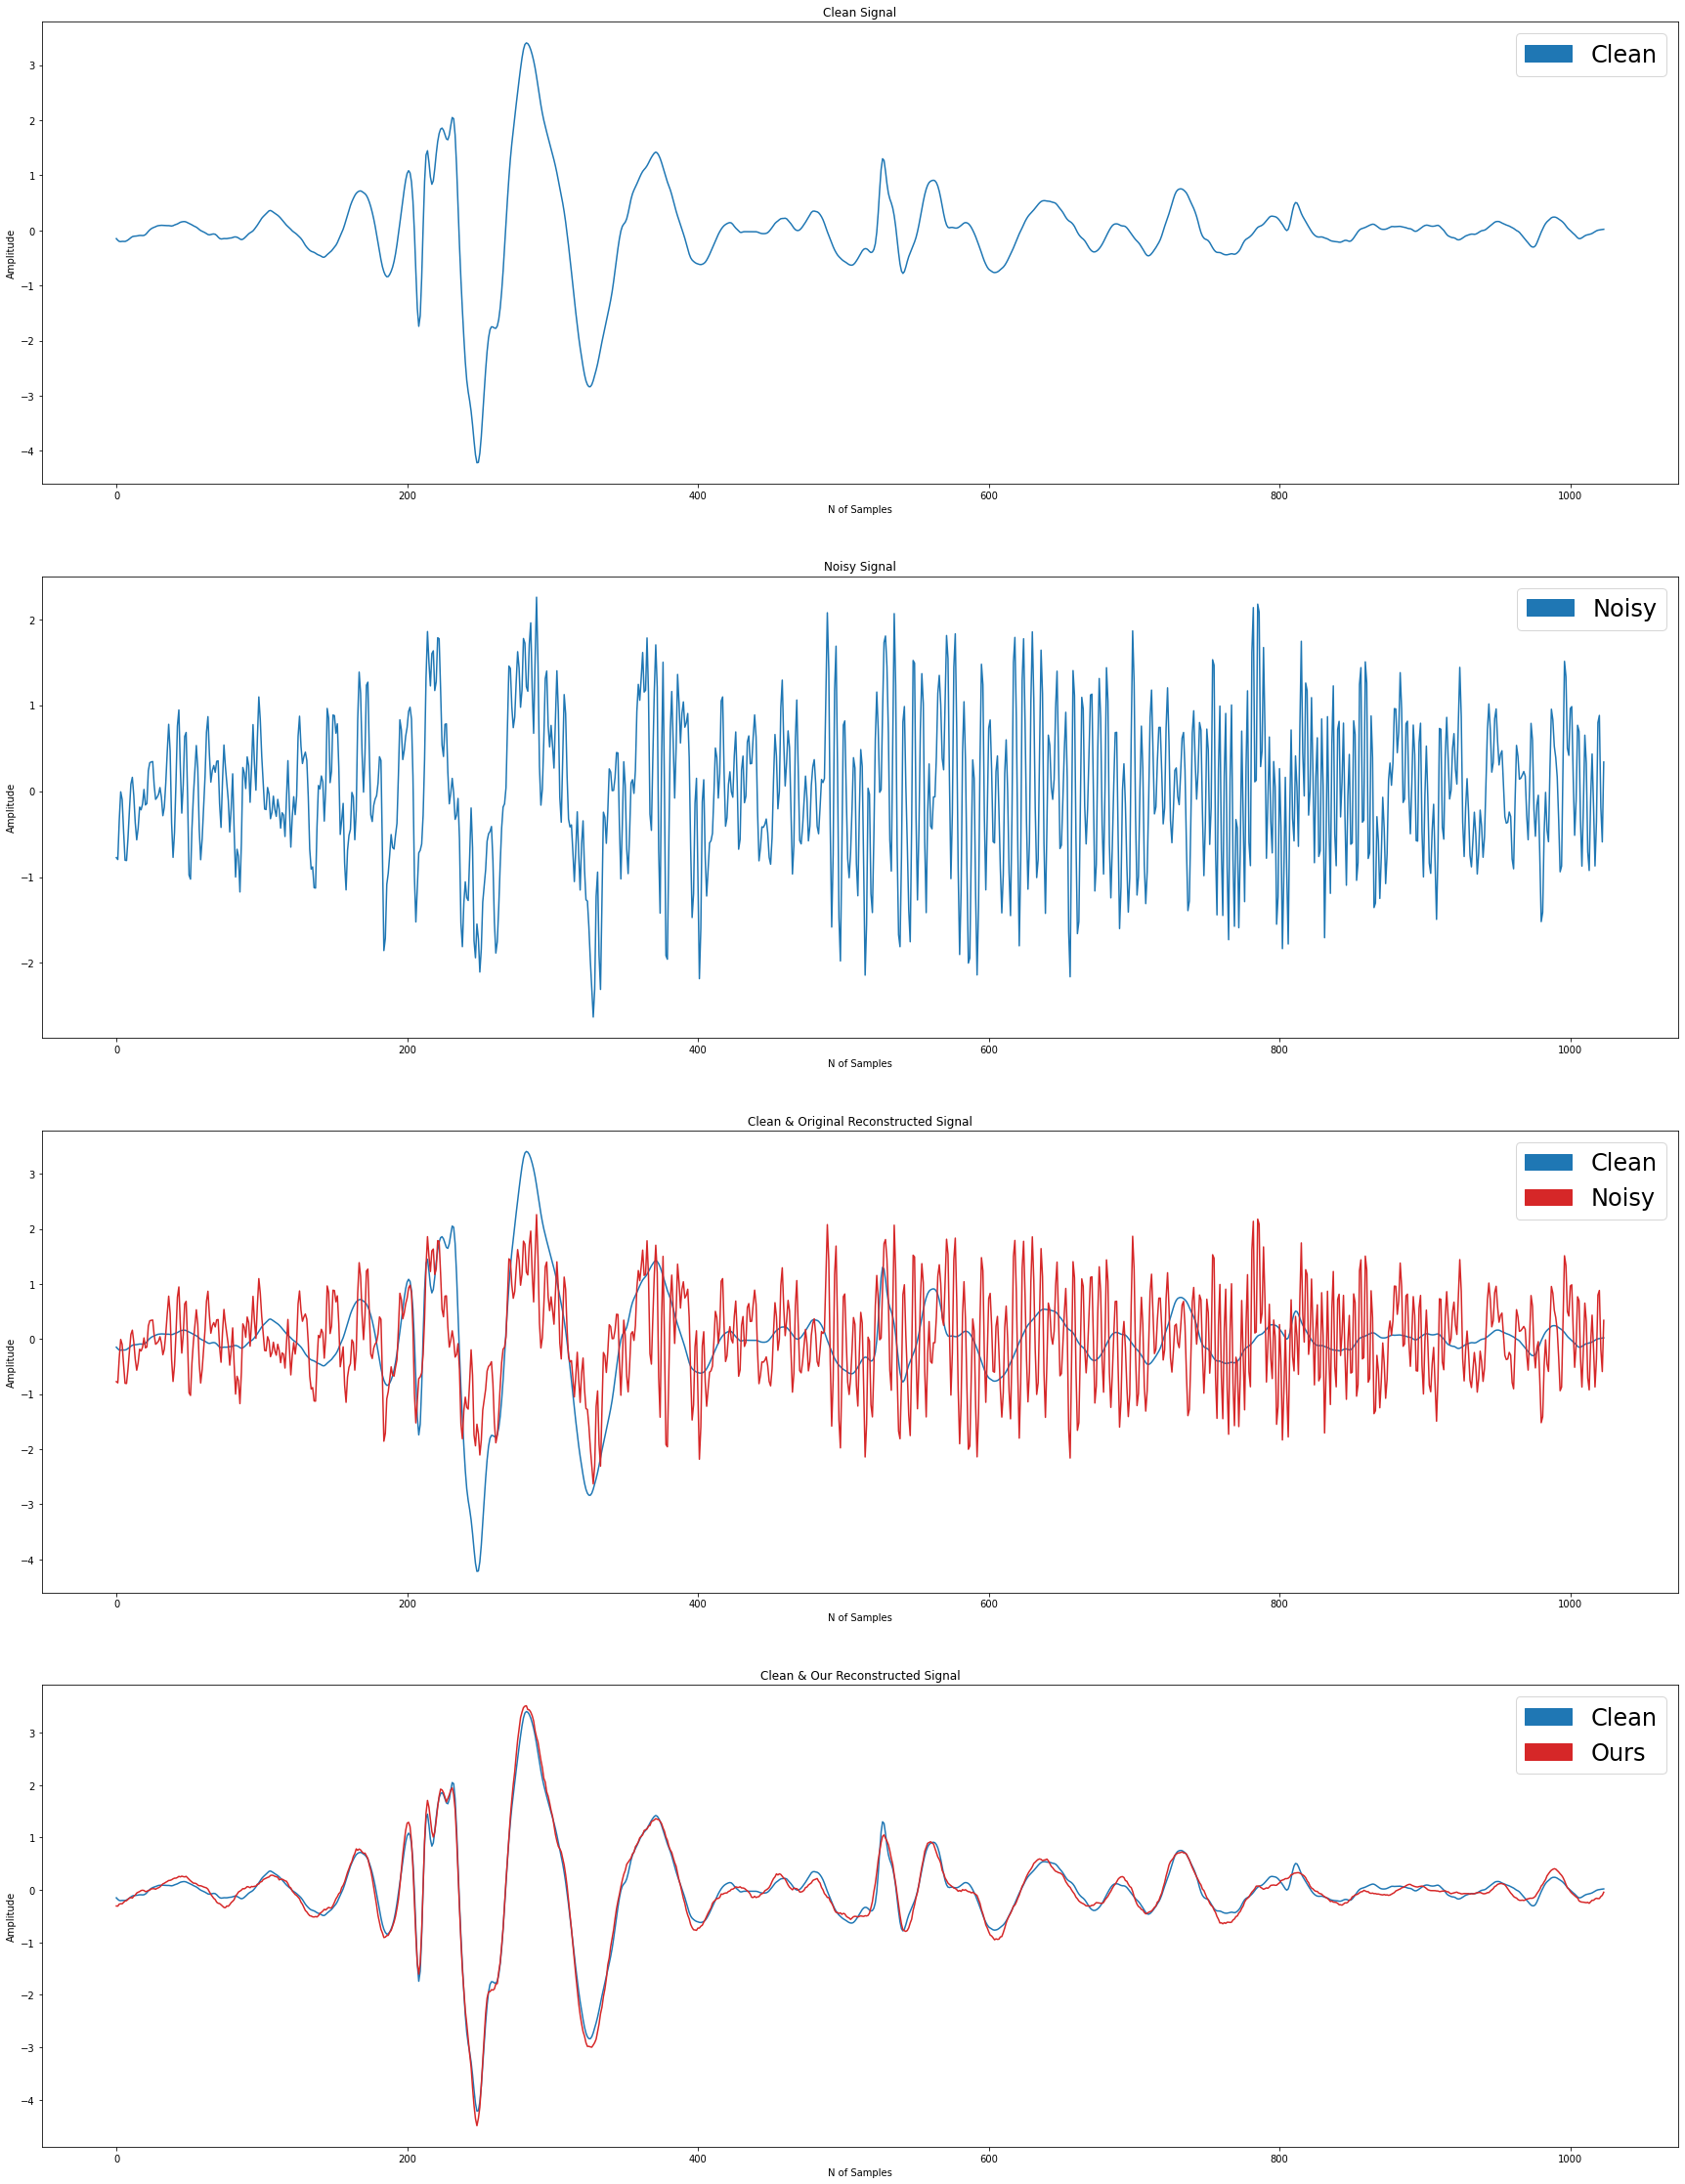 Clean Signal
Clean
3
2
1
0
−1
−2
−3
−4
Amplitude
0 200 400 600 800 1000
N of Samples
Noisy Signal
Noisy
2
1
0
−1
−2
Amplitude
0 200 400 600 800 1000
N of Samples
Clean & Original Reconstructed Signal
Clean
Noisy
3
2
1
0
−1
−2
−3
−4
Amplitude
0 200 400 600 800 1000
N of Samples
Clean & Our Reconstructed Signal
Clean
Ours
3
2
1
0
−1
−2
−3
−4
Amplitude
0 200 400 600 800 1000
N of Samples